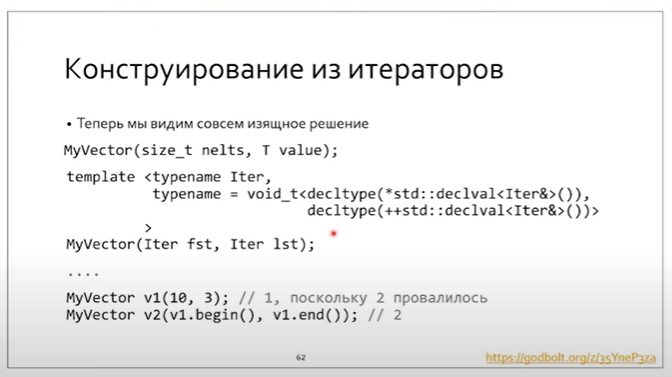 Конструирование из итераторов
• Теперь мы видим совсем изящное решение
MyVector(size_t nelts, T value);
template <typename Iter,
typename = void_t<decltype(*std::declval<Iter&>()),
decltype(++std::declval<Iter&>())>
>
MyVector(Iter fst, Iter lst);
....
MyVector v1(10, 3); // 1, поскольку 2 провалилось
MyVector v2(v1.begin(), v1.end()); // 2
62
https://godbolt.org/z/35YneP3za